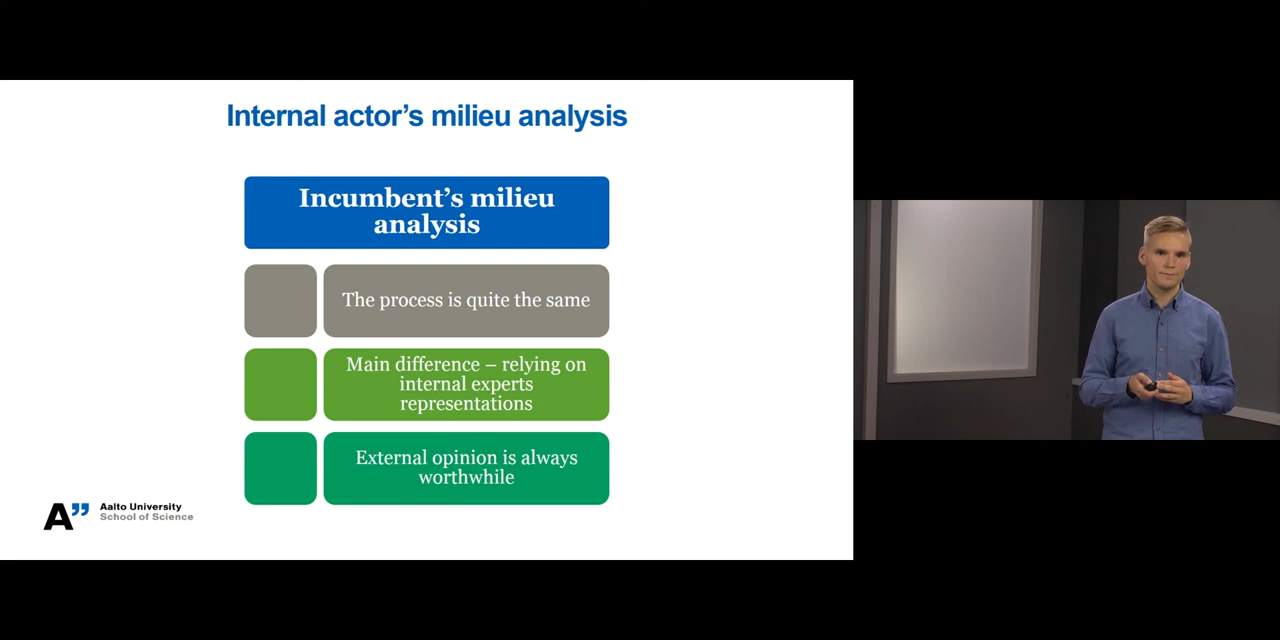 Internal actor’s milieu analysis
Incumbent’s milieu
analysis
The process is quite the same
Main difference – relying on
internal experts
representations
External opinion is always
worthwhile
A”
Aalto University
School of Science